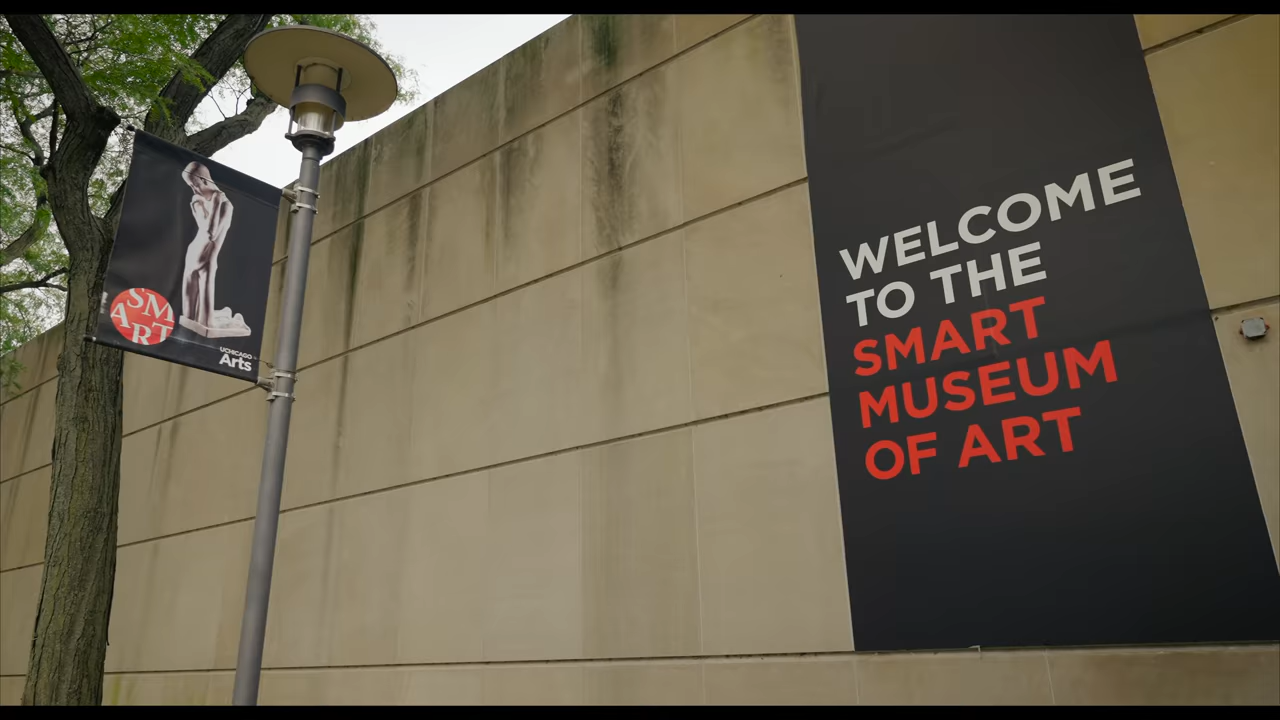 SM
ART
UCHICAGO
Arts
WELCOME
TO THE
SMART
MUSEUM
OF ART